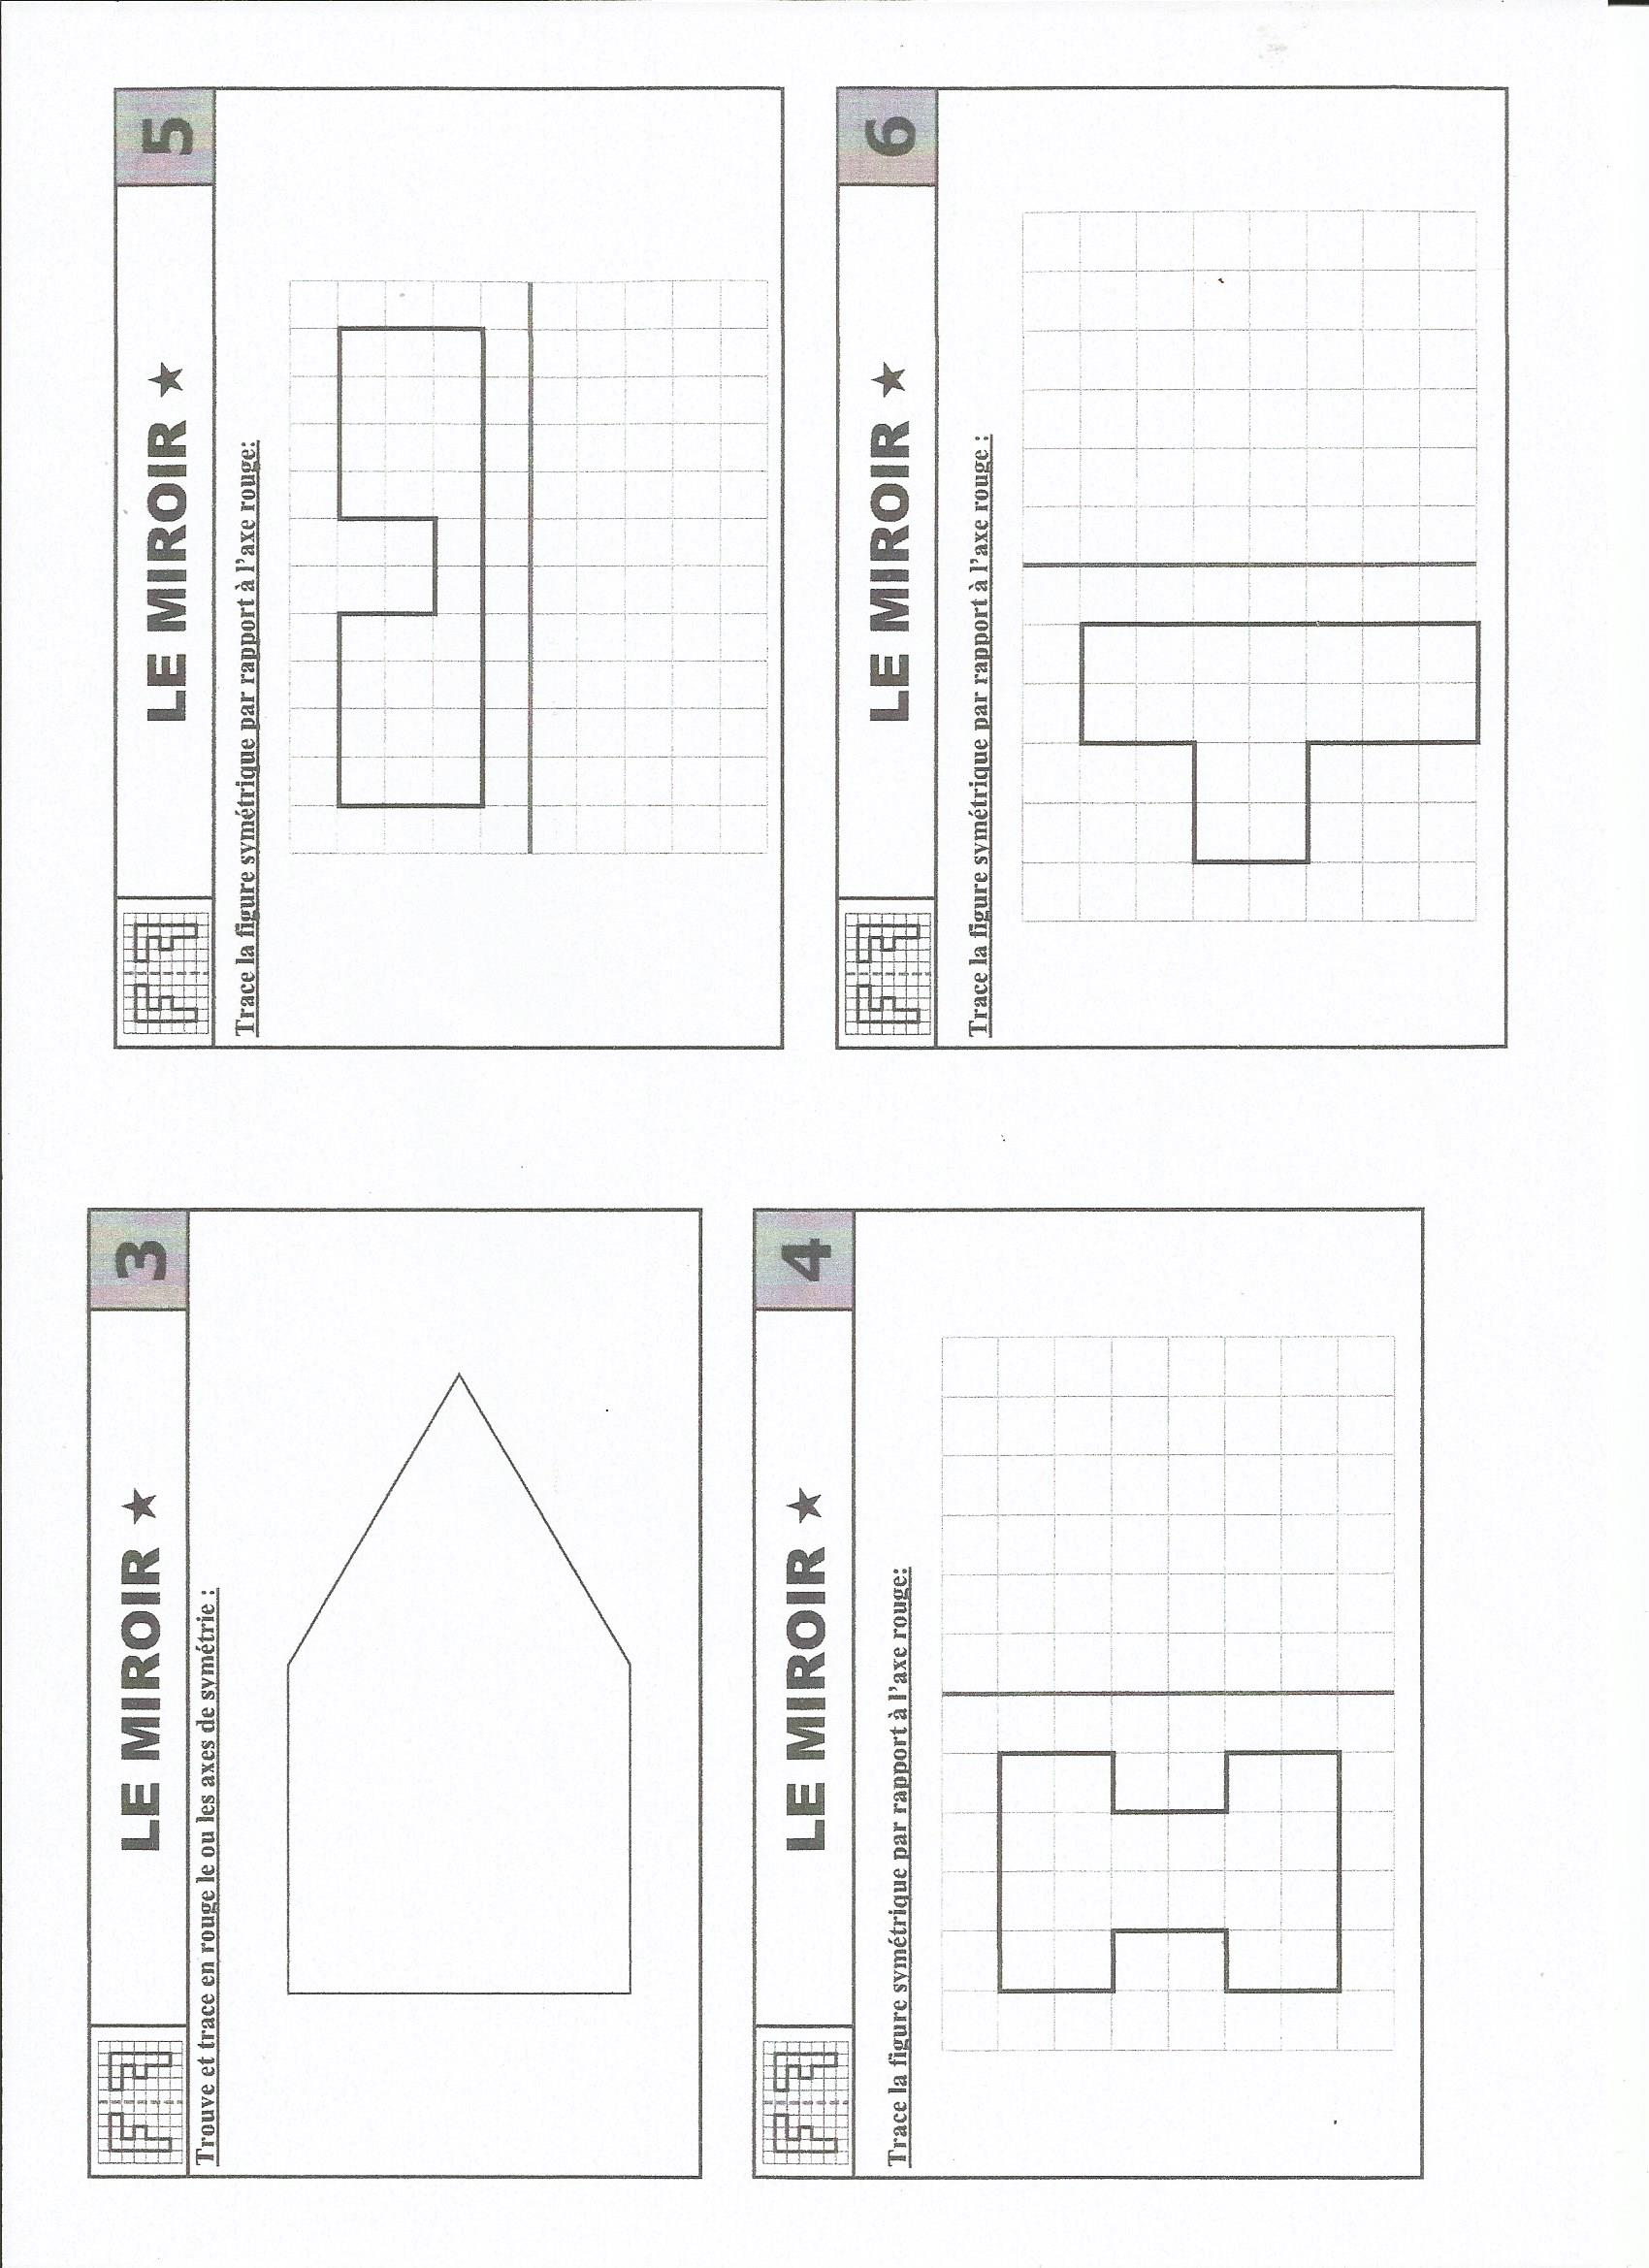 LE MIROIR ★ 3
Trouve et trace en rouge le ou les axes de symétrie :
LE MIROIR ★ 4
Trace la figure symétrique par rapport à l'axe rouge:
LE MIROIR ★ 5
Trace la figure symétrique par rapport à l'axe rouge:
LE MIROIR ★ 6
Trace la figure symétrique par rapport à l'axe rouge :